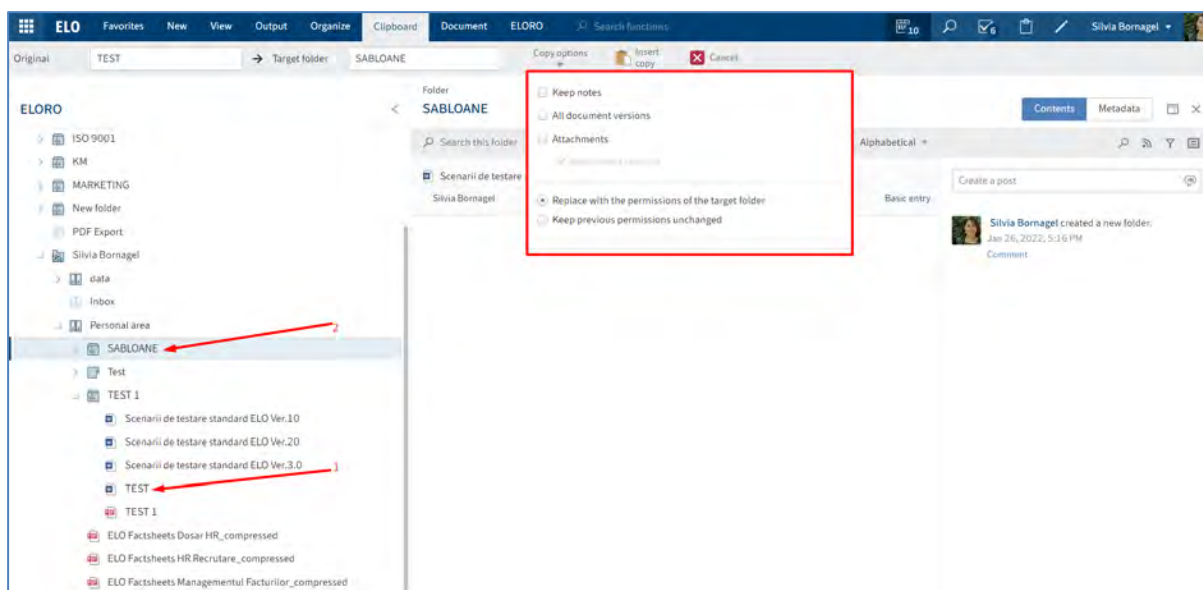 ELO Favorites New View Output Organize Clipboard Document ELORO Search functions 10 6 Silvia Bornagel
Original TEST → Target folder SABLOANE Copy options Insert copy Cancel
ELORO
ISO 9001
KM
MARKETING
New folder
PDF Export
Silvia Bornagel
data
Inbox
Personal area
2
SABLOANE
Test
TEST 1
Scenarii de testare standard ELO Ver.10
Scenarii de testare standard ELO Ver.20
Scenarii de testare standard ELO Ver.3.0
1
TEST
TEST 1
ELO Factsheets Dosar HR_compressed
ELO Factsheets HR Recrutare_compressed
ELO Factsheets Managementul Facturilor_compressed
Folder
SABLOANE
Contents Metadata
Search this folder
Alphabetical
Scenarii de testare
Silvia Bornagel
Basic entry
Keep notes
All document versions
Attachments
Replace with the permissions of the target folder
Keep previous permissions unchanged
Create a post
Silvia Bornagel created a new folder.
Jan 26, 2022, 5:16 PM
Comment